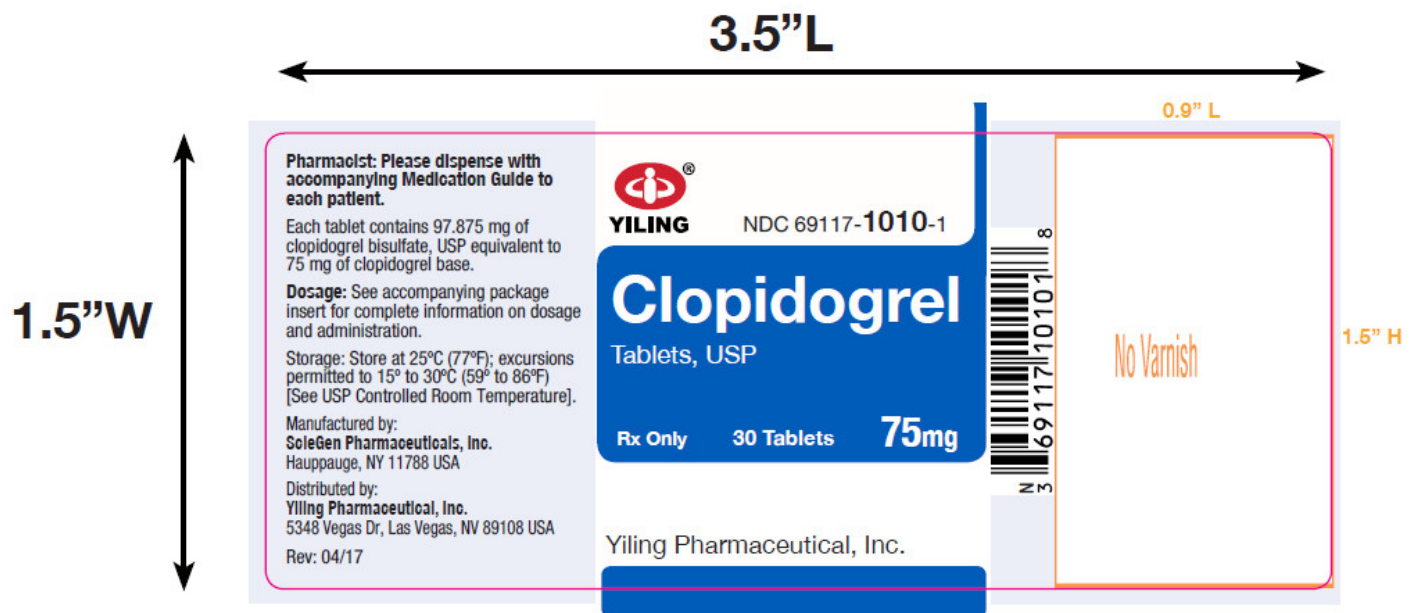 3.5”L
0.9” L
1.5”W
Pharmacist: Please dispense with
accompanying Medication Guide to
each patient.
Each tablet contains 97.875 mg of
clopidogrel bisulfate, USP equivalent to
75 mg of clopidogrel base.
Dosage: See accompanying package
insert for complete information on dosage
and administration.
Storage: Store at 25ºC (77ºF); excursions
permitted to 15º to 30ºC (59º to 86ºF)
[See USP Controlled Room Temperature].
Manufactured by:
ScieGen Pharmaceuticals, Inc.
Hauppauge, NY 11788 USA
Distributed by:
Yiling Pharmaceutical, Inc.
5348 Vegas Dr, Las Vegas, NV 89108 USA
Rev: 04/17
®
YILING
NDC 69117-1010-1
Clopidogrel
Tablets, USP
Rx Only 30 Tablets 75mg
Yiling Pharmaceutical, Inc.
N
3 69117 10101 8
No Varnish
1.5” H